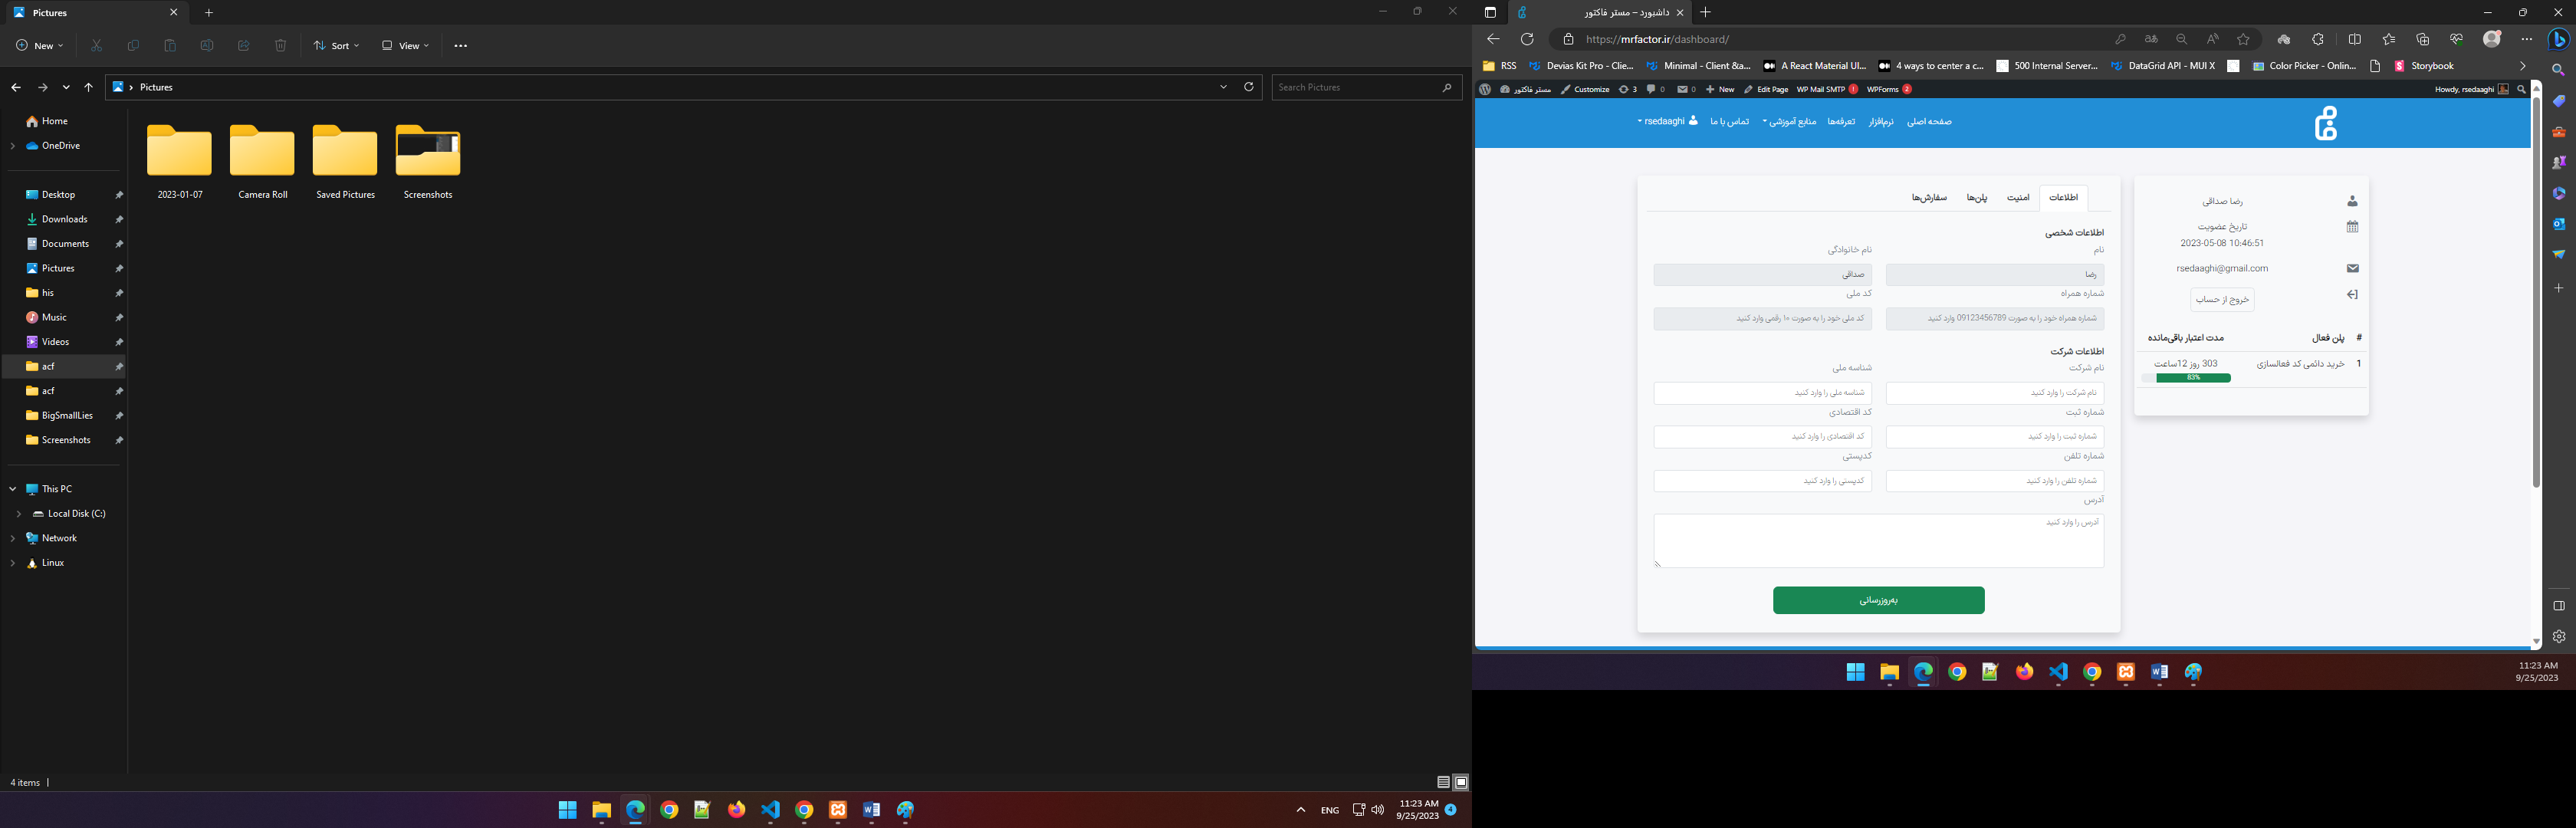 Pictures
New
Sort
View
Pictures
Search Pictures
Home
OneDrive
Desktop
Downloads
Documents
Pictures
his
Music
Videos
acf
acf
BigSmallLies
Screenshots
This PC
Local Disk (C:)
Network
Linux
2023-01-07
Camera Roll
Saved Pictures
Screenshots
4 items
ENG
11:23 AM
9/25/2023
4
داشبورد – مستر فاکتور
https://mrfactor.ir/dashboard/
RSS
Devias Kit Pro - Clie...
Minimal - Client &a...
A React Material UI...
4 ways to center a c...
500 Internal Server...
DataGrid API - MUI X
Color Picker - Onlin...
Storybook
مستر فاکتور
Customize
3
0
0
New
Edit Page
WP Mail SMTP !
WPForms 2
Howdy, rsedaaghi
صفحه اصلی
نرم‌افزار
تعرفه‌ها
منابع آموزشی
تماس با ما
rsedaaghi
رضا صداقی
تاریخ عضویت
2023-05-08 10:46:51
rsedaaghi@gmail.com
خروج از حساب
# پلن فعال مدت اعتبار باقی‌مانده
1 خرید دائمی کد فعالسازی 303 روز 12ساعت
83%
اطلاعات امنیت پلن‌ها سفارش‌ها
اطلاعات شخصی
نام نام خانوادگی
رضا صداقی
شماره همراه کد ملی
شماره همراه خود را به صورت 09123456789 وارد کنید کد ملی خود را به صورت ۱۰ رقمی وارد کنید
اطلاعات شرکت
نام شرکت شناسه ملی
نام شرکت را وارد کنید شناسه ملی را وارد کنید
شماره ثبت کد اقتصادی
شماره ثبت را وارد کنید کد اقتصادی را وارد کنید
شماره تلفن کدپستی
شماره تلفن را وارد کنید کدپستی را وارد کنید
آدرس
آدرس را وارد کنید
به‌روزرسانی
11:23 AM
9/25/2023